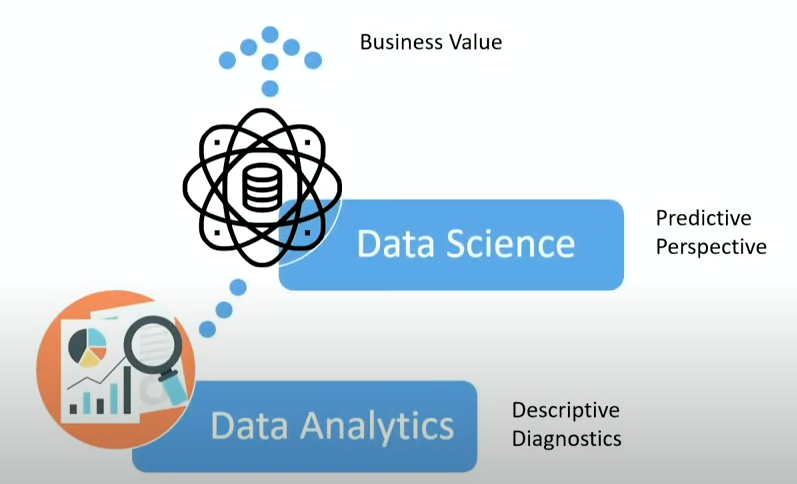 Business Value
Data Science
Predictive
Perspective
Data Analytics
Descriptive
Diagnostics